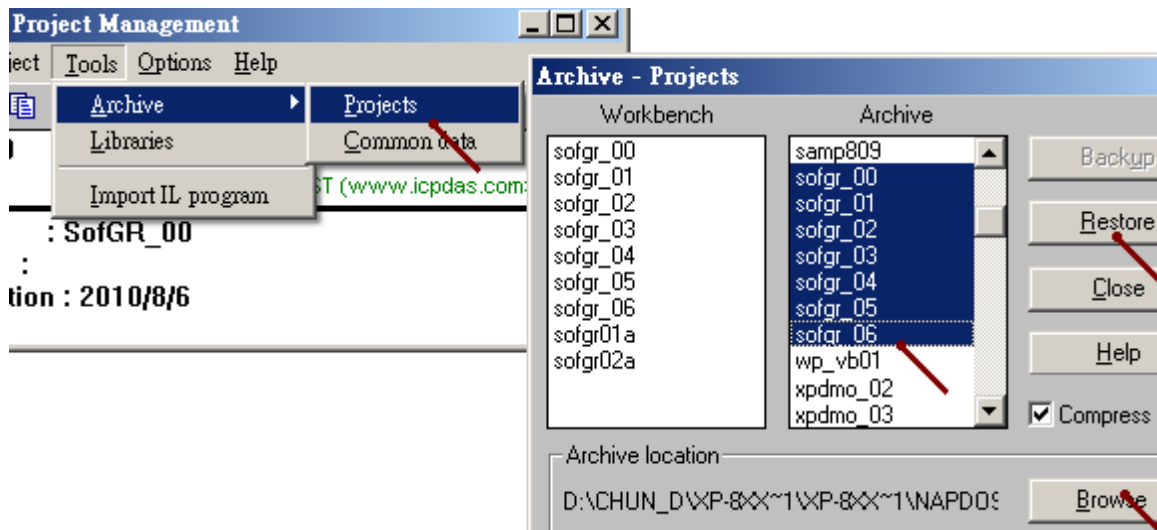 Project Management
ject Tools Options Help
Archive
Libraries
Import IL program
Projects
Common data
ST (www.icpdas.com
: SofGR_00
:
tion : 2010/8/6
Archive - Projects
Workbench
sofgr_00
sofgr_01
sofgr_02
sofgr_03
sofgr_04
sofgr_05
sofgr_06
sofgr01a
sofgr02a
Archive
samp809
sofgr_00
sofgr_01
sofgr_02
sofgr_03
sofgr_04
sofgr_05
sofgr_06
wp_vb01
xpdmo_02
xpdmo_03
Backup
Restore
Close
Help
Compress
Archive location
D:\CHUN_D\XP-8XX~1\XP-8XX~1\NAPDOS
Browse